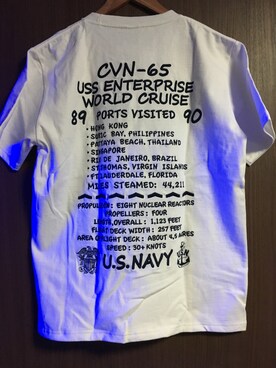 CVN-65
USS ENTERPRISE
WORLD CRUISE
89 PORTS VISITED 90
• HONG KONG
• SUBIC BAY, PHILIPPINES
• PATAYA BEACH, THAILAND
• SINGAPORE
• RIO DE JANEIRO, BRAZIL
• ST. THOMAS, VIRGIN ISLANDS
• FT. LAUDERDALE, FLORIDA
MILES STEAMED: 44,211
PROPULSION: EIGHT NUCLEAR REACORS
PROPELLERS: FOUR
LENGTH, OVERALL: 1,123 FEET
FLIGHT DECK WIDTH: 257 FEET
AREA OF FLIGHT DECK: ABOUT 4.5 ACRES
SPEED: 30+ KNOTS
U.S. NAVY